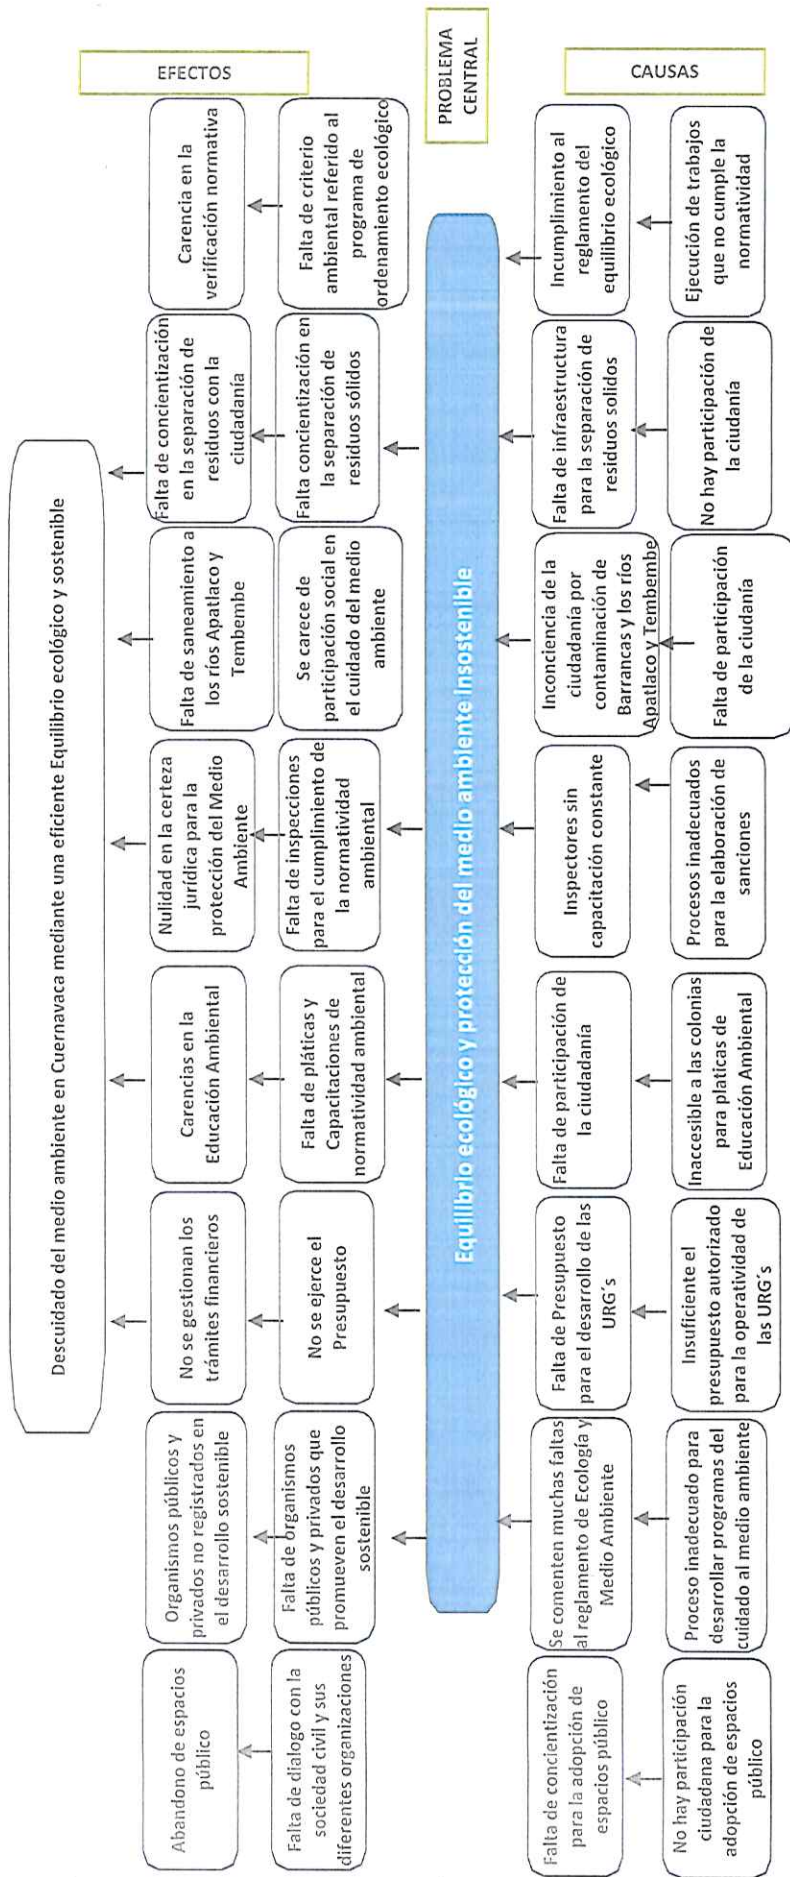 Descuidado del medio ambiente en Cuernavaca mediante una eficiente Equilibrio ecológico y sostenible
EFECTOS
Abandono de espacios
público
Organismos públicos y
privados no registrados en
el desarrollo sostenible
No se gestionan los
trámites financieros
Carencias en la
Educación Ambiental
Nulidad en la certeza
jurídica para la
protección del Medio
Ambiente
Falta de saneamiento a
los ríos Apatlaco y
Tembembe
Falta de concientización
en la separación de
residuos con la
ciudadanía
Carencia en la
verificación normativa
Falta de dialogo con la
sociedad civil y sus
diferentes organizaciones
Falta de organismos
públicos y privados que
promueven el desarrollo
sostenible
No se ejerce el
Presupuesto
Falta de pláticas y
Capacitaciones de
normatividad ambiental
Falta de inspecciones
para el cumplimiento de
la normatividad
ambiental
Se carece de
participación social en
el cuidado del medio
ambiente
Falta concientización en
la separación de
residuos sólidos
Falta de criterio
ambiental referido al
programa de
ordenamiento ecológico
Equilibrio ecológico y protección del medio ambiente Insostenible
PROBLEMA
CENTRAL
Falta de concientización
para la adopción de
espacios público
Se comenten muchas faltas
al reglamento de Ecología y
Medio Ambiente
Falta de Presupuesto
para el desarrollo de las
URG´s
Falta de participación de
la ciudadanía
Inspectores sin
capacitación constante
Inconciencia de la
ciudadanía por
contaminación de
Barrancas y los ríos
Apatlaco y Tembembe
Falta de infraestructura
para la separación de
residuos solidos
Incumplimiento al
reglamento del
equilibrio ecológico
CAUSAS
No hay participación
ciudadana para la
adopción de espacios
público
Proceso inadecuado para
desarrollar programas del
cuidado al medio ambiente
Insuficiente el
presupuesto autorizado
para la operatividad de
las URG´s
Inaccesible a las colonias
para platicas de
Educación Ambiental
Procesos inadecuados
para la elaboración de
sanciones
Falta de participación
de la ciudadanía
No hay participación de
la ciudadanía
Ejecución de trabajos
que no cumple la
normatividad